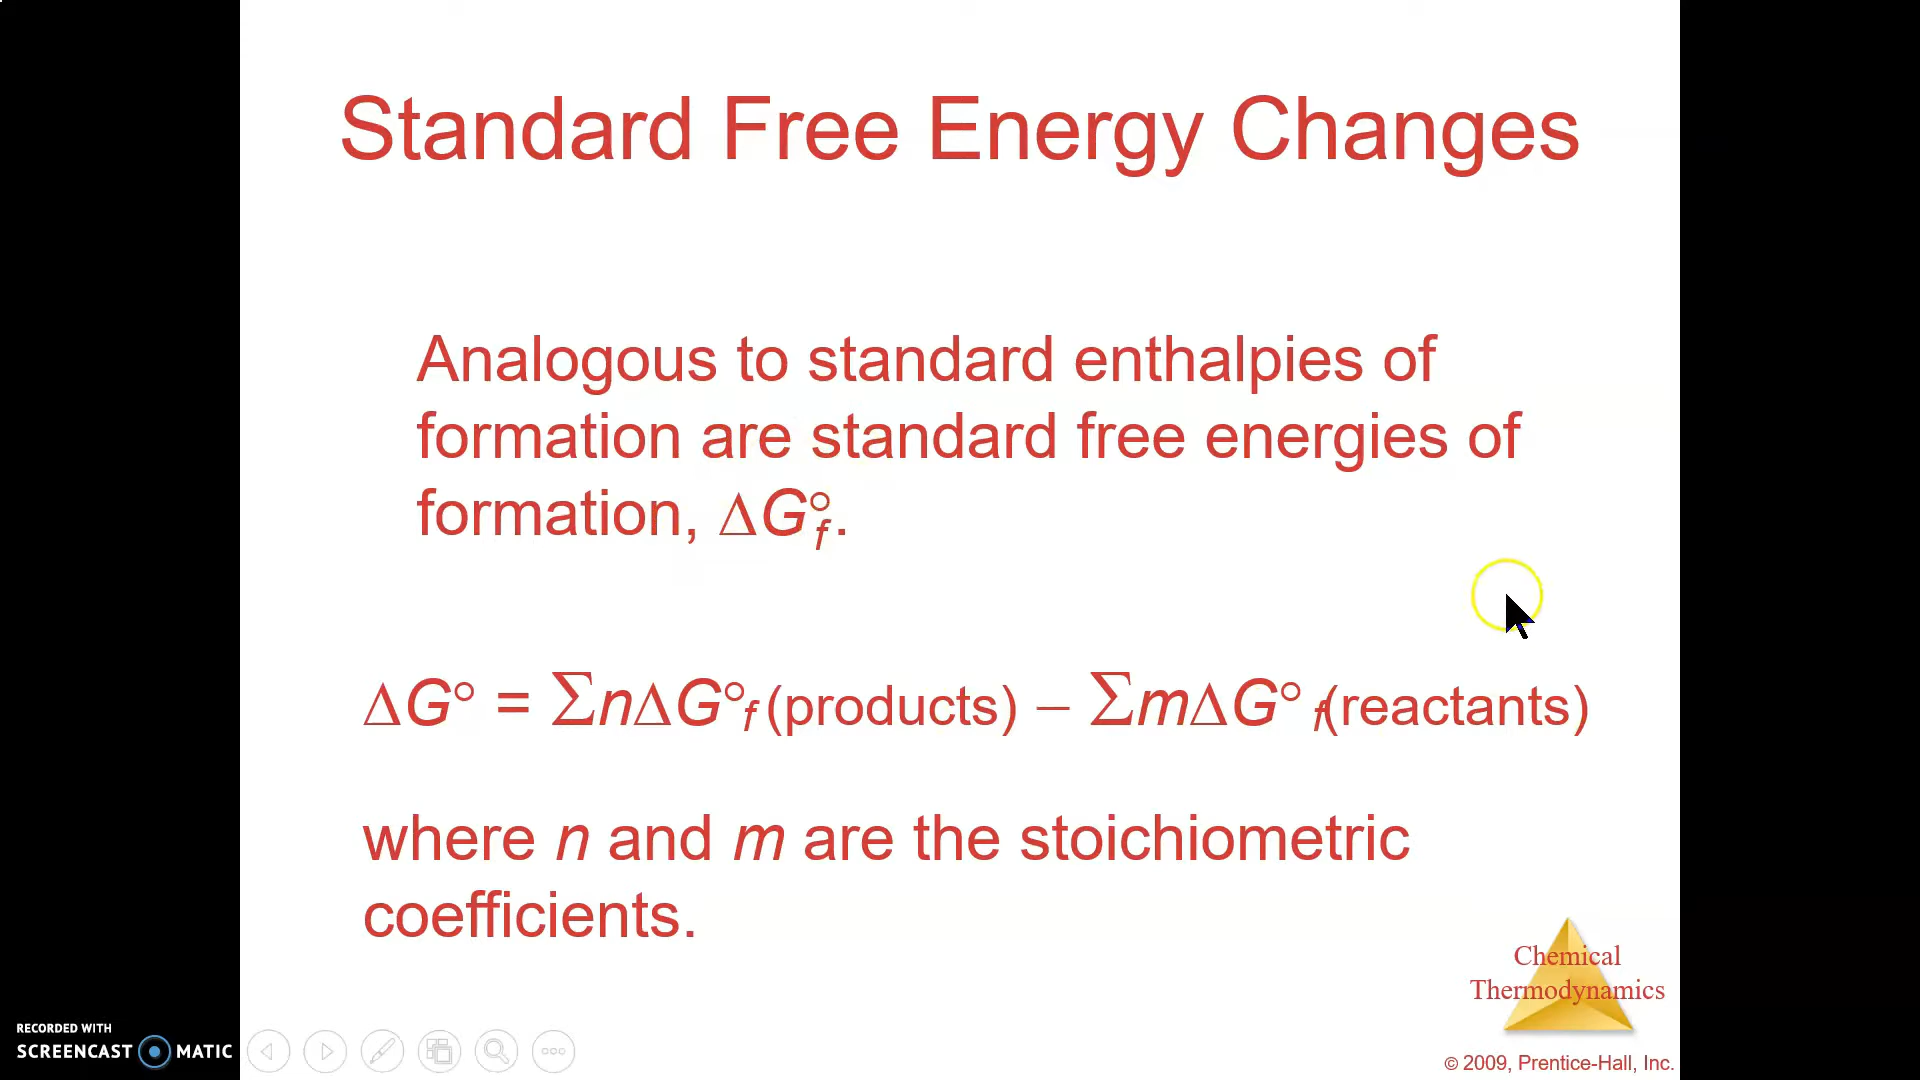 Standard Free Energy Changes
Analogous to standard enthalpies of
formation are standard free energies of
formation, ΔG°f.
ΔG° = ΣnΔG°f (products) – ΣmΔG° f(reactants)
where n and m are the stoichiometric
coefficients.
Chemical
Thermodynamics
© 2009, Prentice-Hall, Inc.
RECORDED WITH
SCREENCAST MATIC